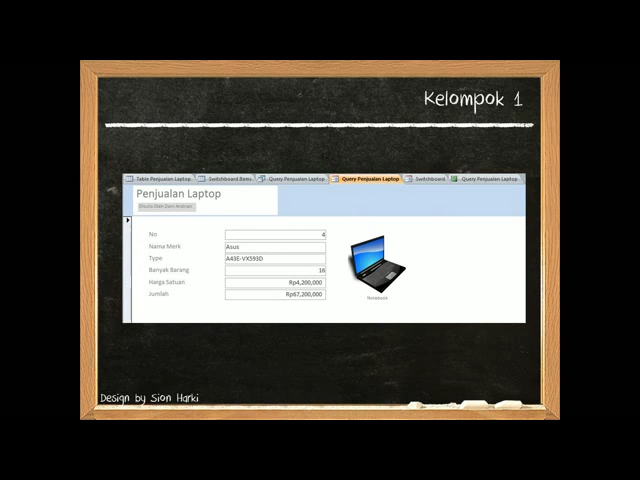 Kelompok 1
Table Penjualan Laptop Switchboard Items Query Penjualan Laptop Query Penjualan Laptop Switchboard Query Penjualan Laptop
Penjualan Laptop
No 4
Nama Merk Asus
Type A43E-VX593D
Banyak Barang 16
Harga Satuan Rp4,200,000
Jumlah Rp67,200,000
Notebook
Design by Sion Harki